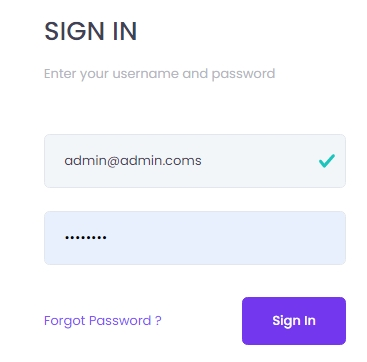 SIGN IN
Enter your username and password
admin@admin.coms
••••••••
Forgot Password ?
Sign In